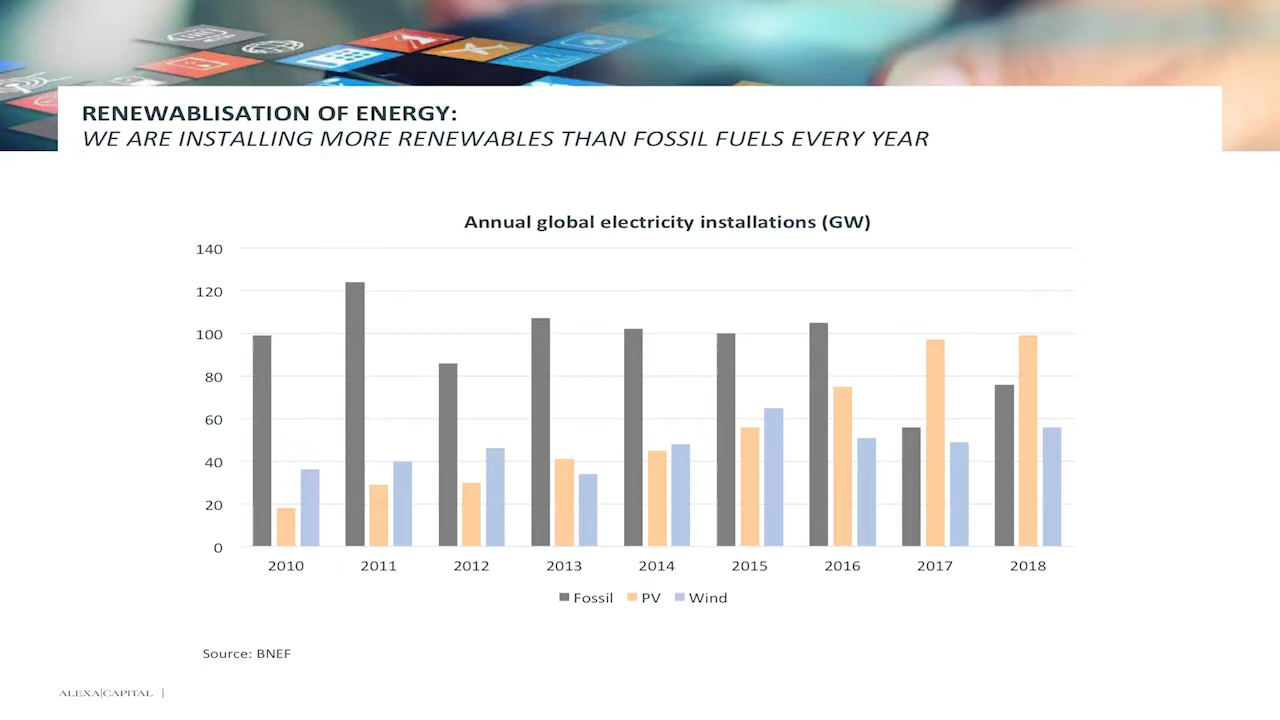 RENEWABLISATION OF ENERGY:
WE ARE INSTALLING MORE RENEWABLES THAN FOSSIL FUELS EVERY YEAR
Annual global electricity installations (GW)
140
120
100
80
60
40
20
0
2010 2011 2012 2013 2014 2015 2016 2017 2018
Fossil PV Wind
Source: BNEF
ALEXA|CAPITAL |